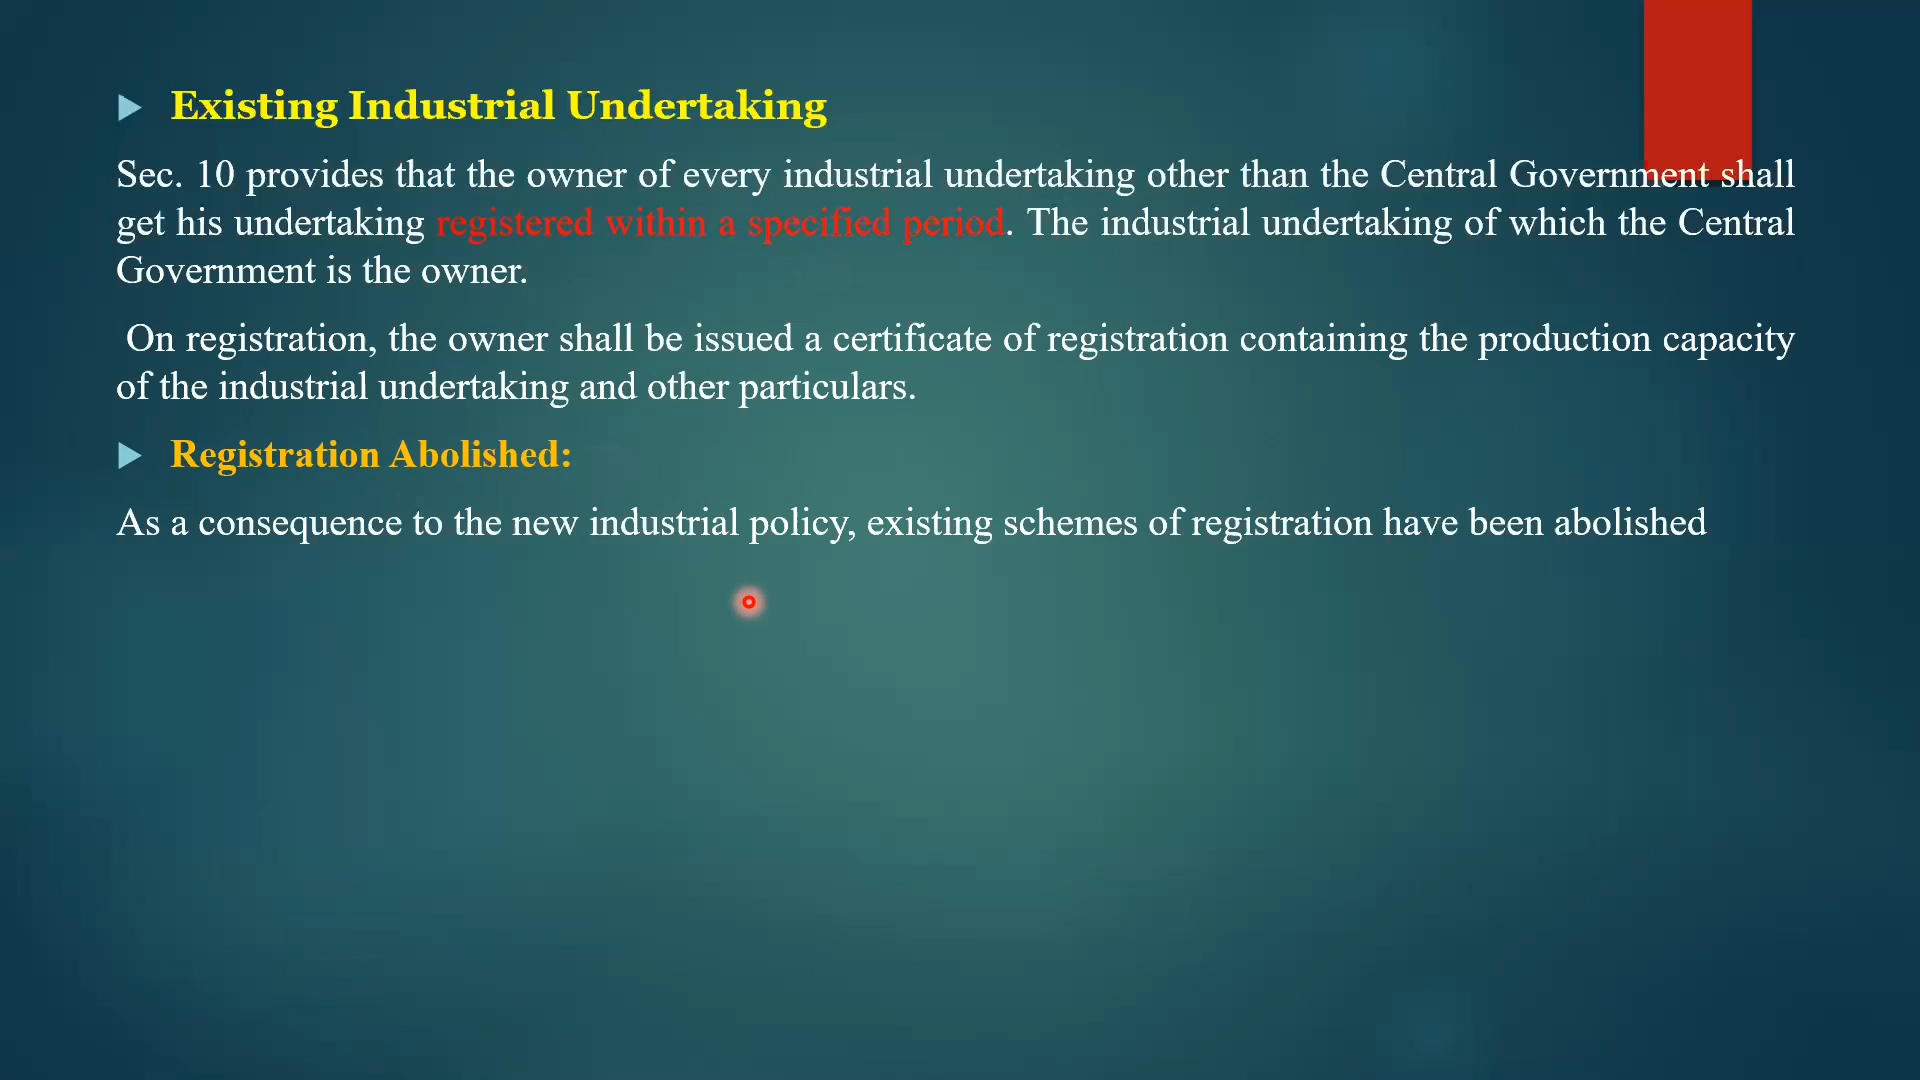 Existing Industrial Undertaking
Sec. 10 provides that the owner of every industrial undertaking other than the Central Government shall
get his undertaking registered within a specified period. The industrial undertaking of which the Central
Government is the owner.
On registration, the owner shall be issued a certificate of registration containing the production capacity
of the industrial undertaking and other particulars.
Registration Abolished:
As a consequence to the new industrial policy, existing schemes of registration have been abolished